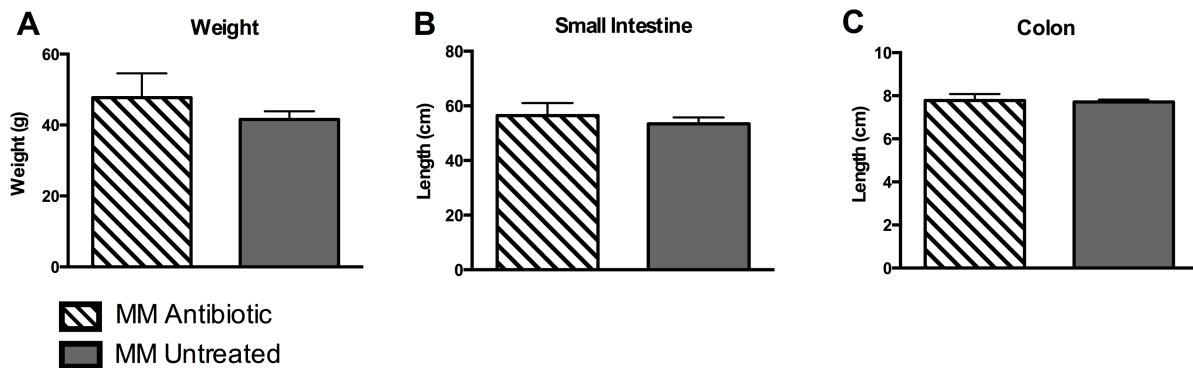 A
Weight
60
40
20
0
Weight (g)
B
Small Intestine
80
60
40
20
0
Length (cm)
C
Colon
10
8
6
4
2
0
Length (cm)
MM Antibiotic
MM Untreated